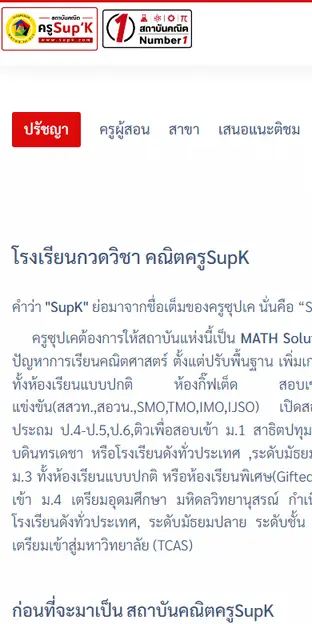 สถาบันคณิต
ครูSup'K
www.supk.com
สถาบันคณิต
Number1
ปรัชญา ครูผู้สอน สาขา เสนอแนะติชม
โรงเรียนกวดวิชา คณิตครูSupK
คำว่า "SupK" ย่อมาจากชื่อเต็มของครูซุปเค นั่นคือ “S
ครูซุปเคต้องการให้สถาบันแห่งนี้เป็น MATH Solu
ปัญหาการเรียนคณิตศาสตร์ ตั้งแต่ปรับพื้นฐาน เพิ่มเก
ทั้งห้องเรียนแบบปกติ ห้องกิ๊ฟเต็ด สอบเข
แข่งขัน(สสวท.,สอวน.,SMO,TMO,IMO,IJSO) เปิดสอ
ประถม ป.4-ป.5,ป.6,ติวเพื่อสอบเข้า ม.1 สาธิตปทุม
บดินทรเดชา หรือโรงเรียนดังทั่วประเทศ ,ระดับมัธยม
ม.3 ทั้งห้องเรียนแบบปกติ หรือห้องเรียนพิเศษ(Gifted
เข้า ม.4 เตรียมอุดมศึกษา มหิดลวิทยานุสรณ์ กำเนิ
โรงเรียนดังทั่วประเทศ, ระดับมัธยมปลาย ระดับชั้น
เตรียมเข้าสู่มหาวิทยาลัย (TCAS)
ก่อนที่จะมาเป็น สถาบันคณิตครูSupK